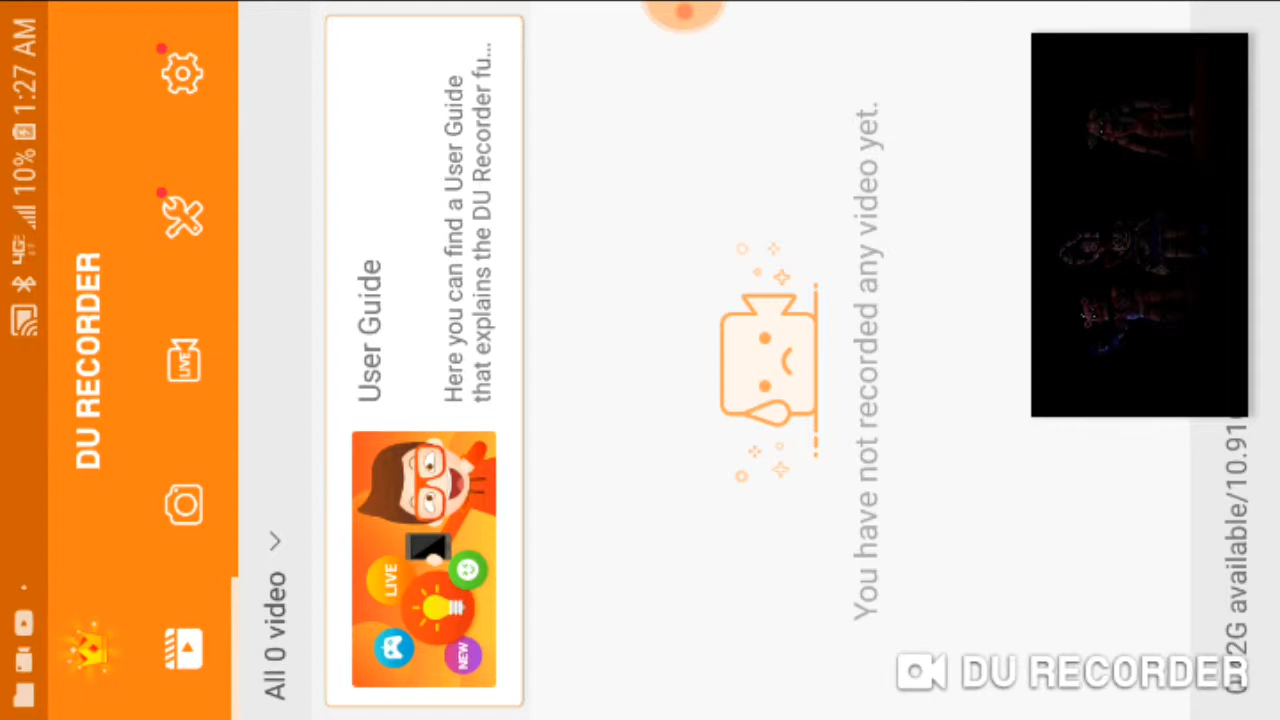 4G 10% 1:27 AM
DU RECORDER
LIVE
All 0 video
LIVE
NEW
User Guide
Here you can find a User Guide
that explains the DU Recorder fu...
You have not recorded any video yet.
DU RECORDER
available/10.91